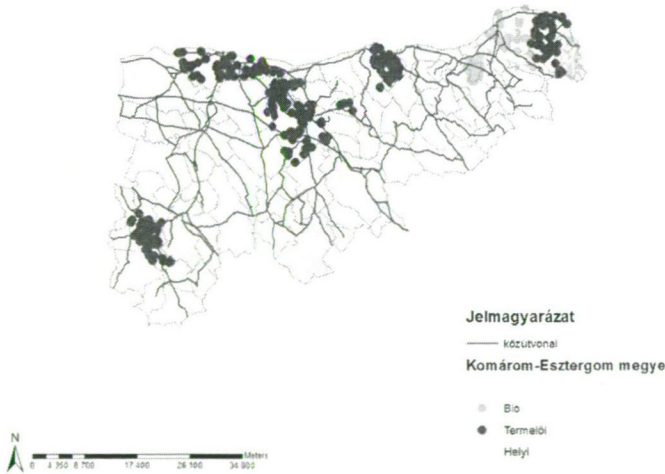 Jelmagyarázat
közútvonal
Komárom-Esztergom megye
Bio
Termelői
Helyi
N
Meters
0 4 350 8 700 17 400 26 100 34 800